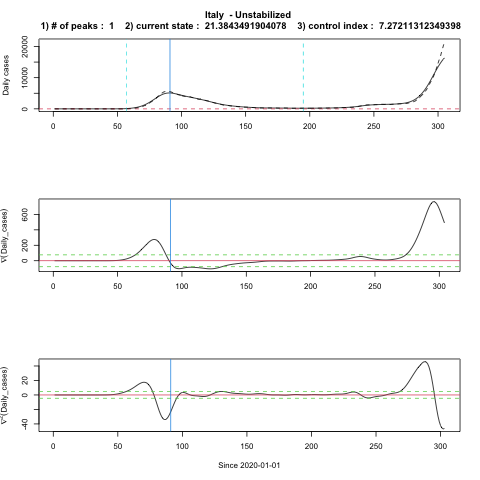 Italy - Unstabilized
1) # of peaks : 1 2) current state : 21.3843491904078 3) control index : 7.27211312349398
Daily cases
0 10000 20000
0 50 100 150 200 250 300
∇(Daily_cases)
0 200 600
0 50 100 150 200 250 300
∇²(Daily_cases)
-40 0 20
0 50 100 150 200 250 300
Since 2020-01-01